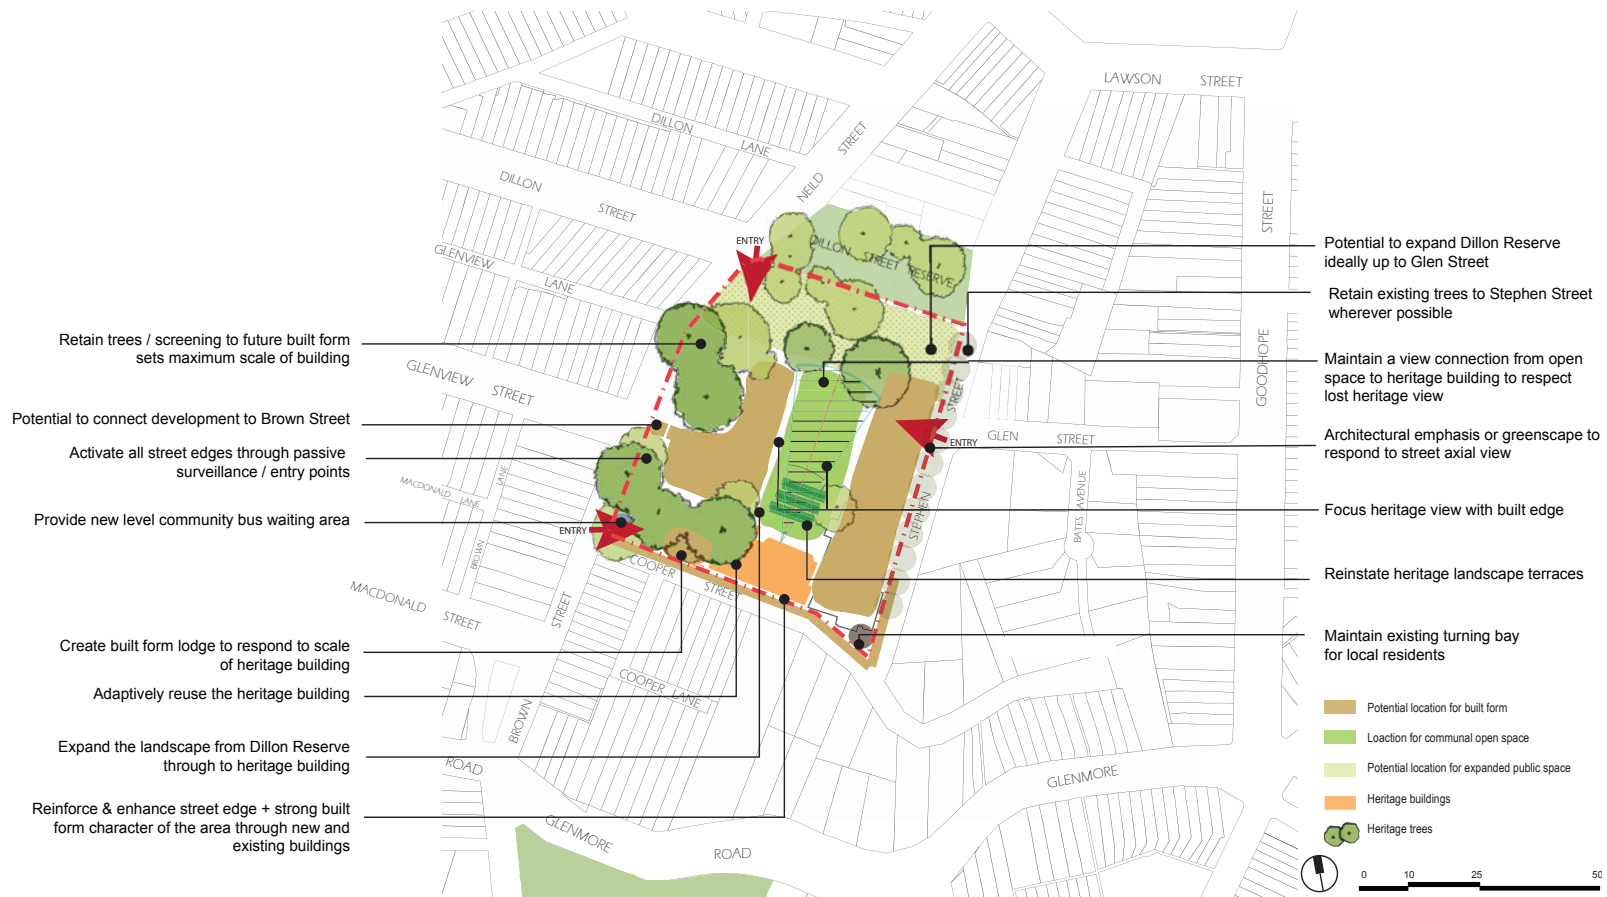 LAWSON STREET
DILLON
LANE
STREET
NEILD
DILLON
STREET
STREET
GLENVIEW
LANE
ENTRY
DILLON
STREET
RESERVE
Potential to expand Dillon Reserve
ideally up to Glen Street
Retain existing trees to Stephen Street
wherever possible
Maintain a view connection from open
space to heritage building to respect
lost heritage view
Architectural emphasis or greenscape to
respond to street axial view
Focus heritage view with built edge
Reinstate heritage landscape terraces
Maintain existing turning bay
for local residents
GOODHOPE
STREET
STREET
STEPHEN
ENTRY
GLEN STREET
BATES AVENUE
Retain trees / screening to future built form
sets maximum scale of building
Potential to connect development to Brown Street
Activate all street edges through passive
surveillance / entry points
Provide new level community bus waiting area
Create built form lodge to respond to scale
of heritage building
Adaptively reuse the heritage building
Expand the landscape from Dillon Reserve
through to heritage building
Reinforce & enhance street edge + strong built
form character of the area through new and
existing buildings
GLENVIEW
STREET
MACDONALD LANE
LANE
BROWN
ENTRY
COOPER
STREET
MACDONALD
STREET
STREET
BROWN
COOPER LANE
ROAD
GLENMORE
ROAD
GLENMORE
Potential location for built form
Loaction for communal open space
Potential location for expanded public space
Heritage buildings
Heritage trees
0 10 25 50